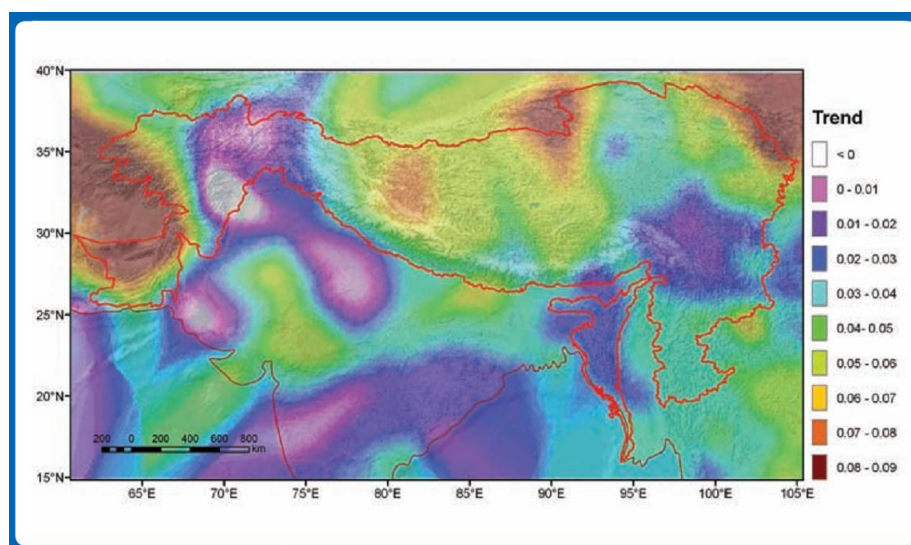 40°N
35°N
30°N
25°N
20°N
15°N
200 0 200 400 600 800
km
65°E 70°E 75°E 80°E 85°E 90°E 95°E 100°E 105°E
Trend
< 0
0 - 0.01
0.01 - 0.02
0.02 - 0.03
0.03 - 0.04
0.04- 0.05
0.05 - 0.06
0.06 - 0.07
0.07 - 0.08
0.08 - 0.09